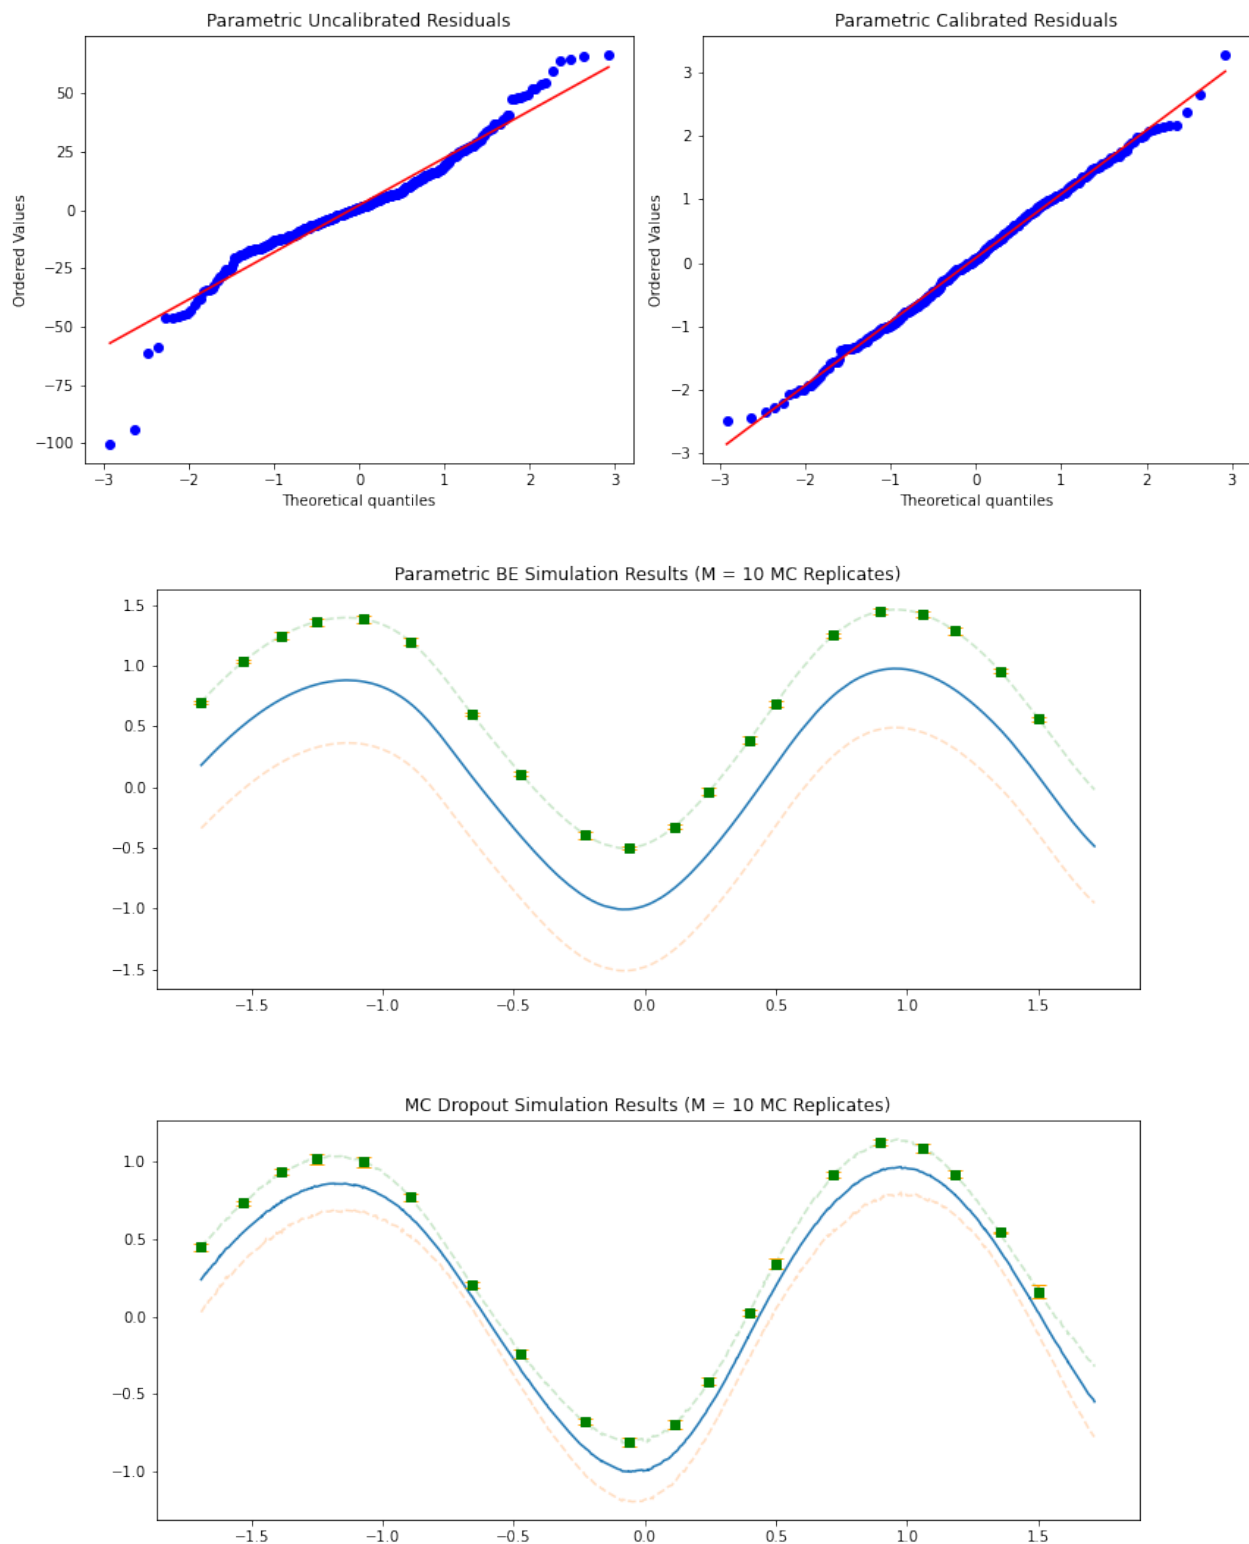 Parametric Uncalibrated Residuals
Ordered Values
50
25
0
−25
−50
−75
−100
−3 −2 −1 0 1 2 3
Theoretical quantiles
Parametric Calibrated Residuals
Ordered Values
3
2
1
0
−1
−2
−3
−3 −2 −1 0 1 2 3
Theoretical quantiles
Parametric BE Simulation Results (M = 10 MC Replicates)
1.5
1.0
0.5
0.0
−0.5
−1.0
−1.5
−1.5 −1.0 −0.5 0.0 0.5 1.0 1.5
MC Dropout Simulation Results (M = 10 MC Replicates)
1.0
0.5
0.0
−0.5
−1.0
−1.5 −1.0 −0.5 0.0 0.5 1.0 1.5